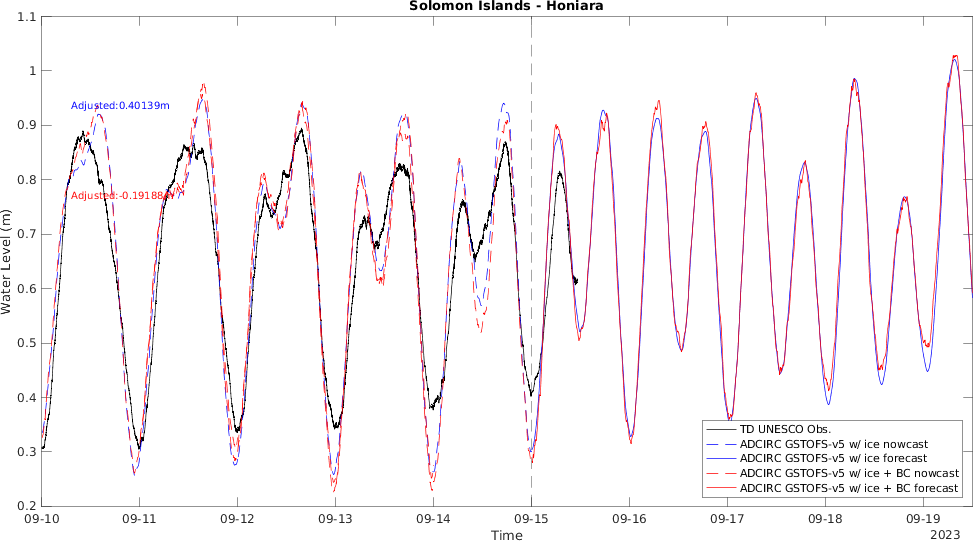 Solomon Islands - Honiara
1.1
1
0.9
0.8
0.7
0.6
0.5
0.4
0.3
0.2
Water Level (m)
Adjusted:0.40139m
Adjusted:-0.19188m
TD UNESCO Obs.
ADCIRC GSTOFS-v5 w/ ice nowcast
ADCIRC GSTOFS-v5 w/ ice forecast
ADCIRC GSTOFS-v5 w/ ice + BC nowcast
ADCIRC GSTOFS-v5 w/ ice + BC forecast
09-10 09-11 09-12 09-13 09-14 09-15 09-16 09-17 09-18 09-19
Time
2023